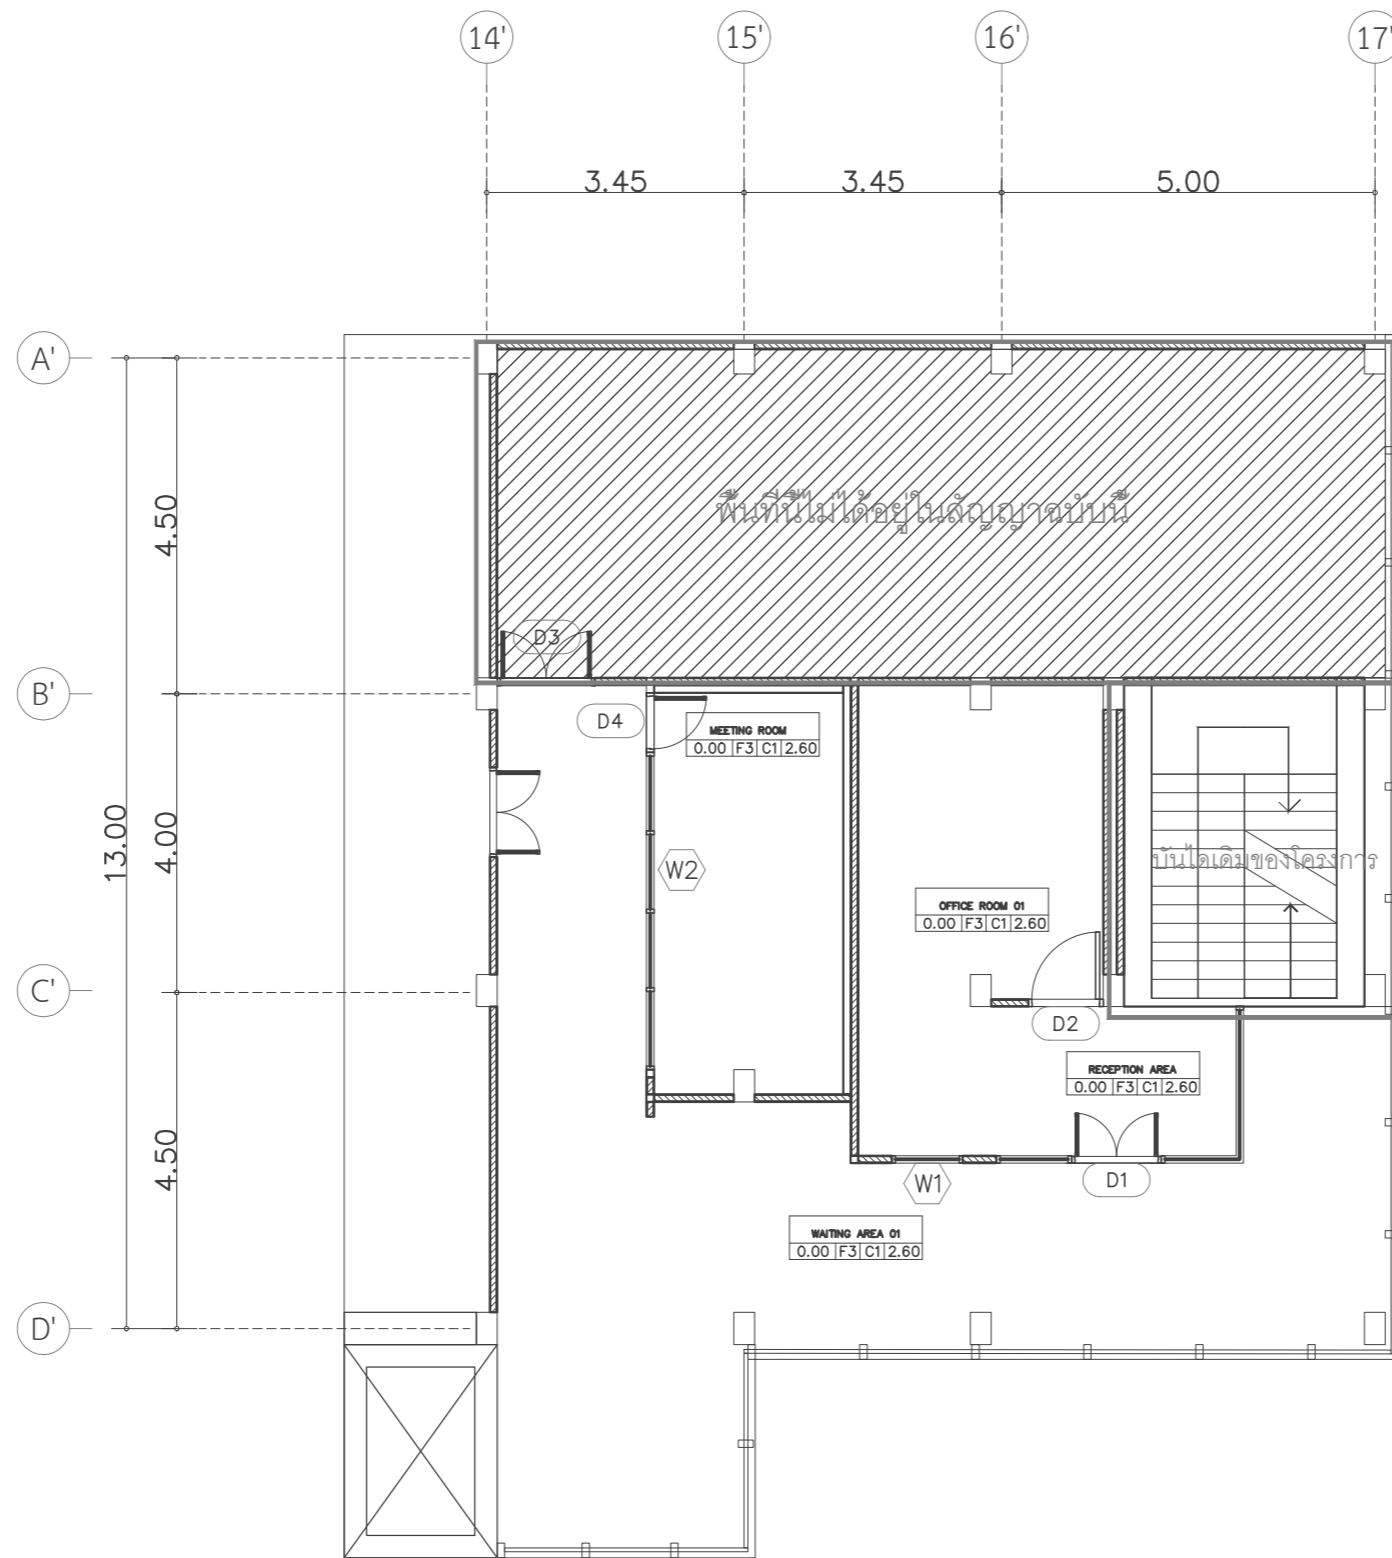 14' 15' 16' 17'
3.45 3.45 5.00
A'
4.50
พื้นที่นี้ไม่ได้อยู่ในสัญญาฉบับนี้
D3
B'
D4
MEETING ROOM
0.00 F3 C1 2.60
13.00
4.00
W2
บันไดเดิมของโครงการ
OFFICE ROOM 01
0.00 F3 C1 2.60
C'
D2
RECEPTION AREA
0.00 F3 C1 2.60
4.50
W1
D1
WAITING AREA 01
0.00 F3 C1 2.60
D'